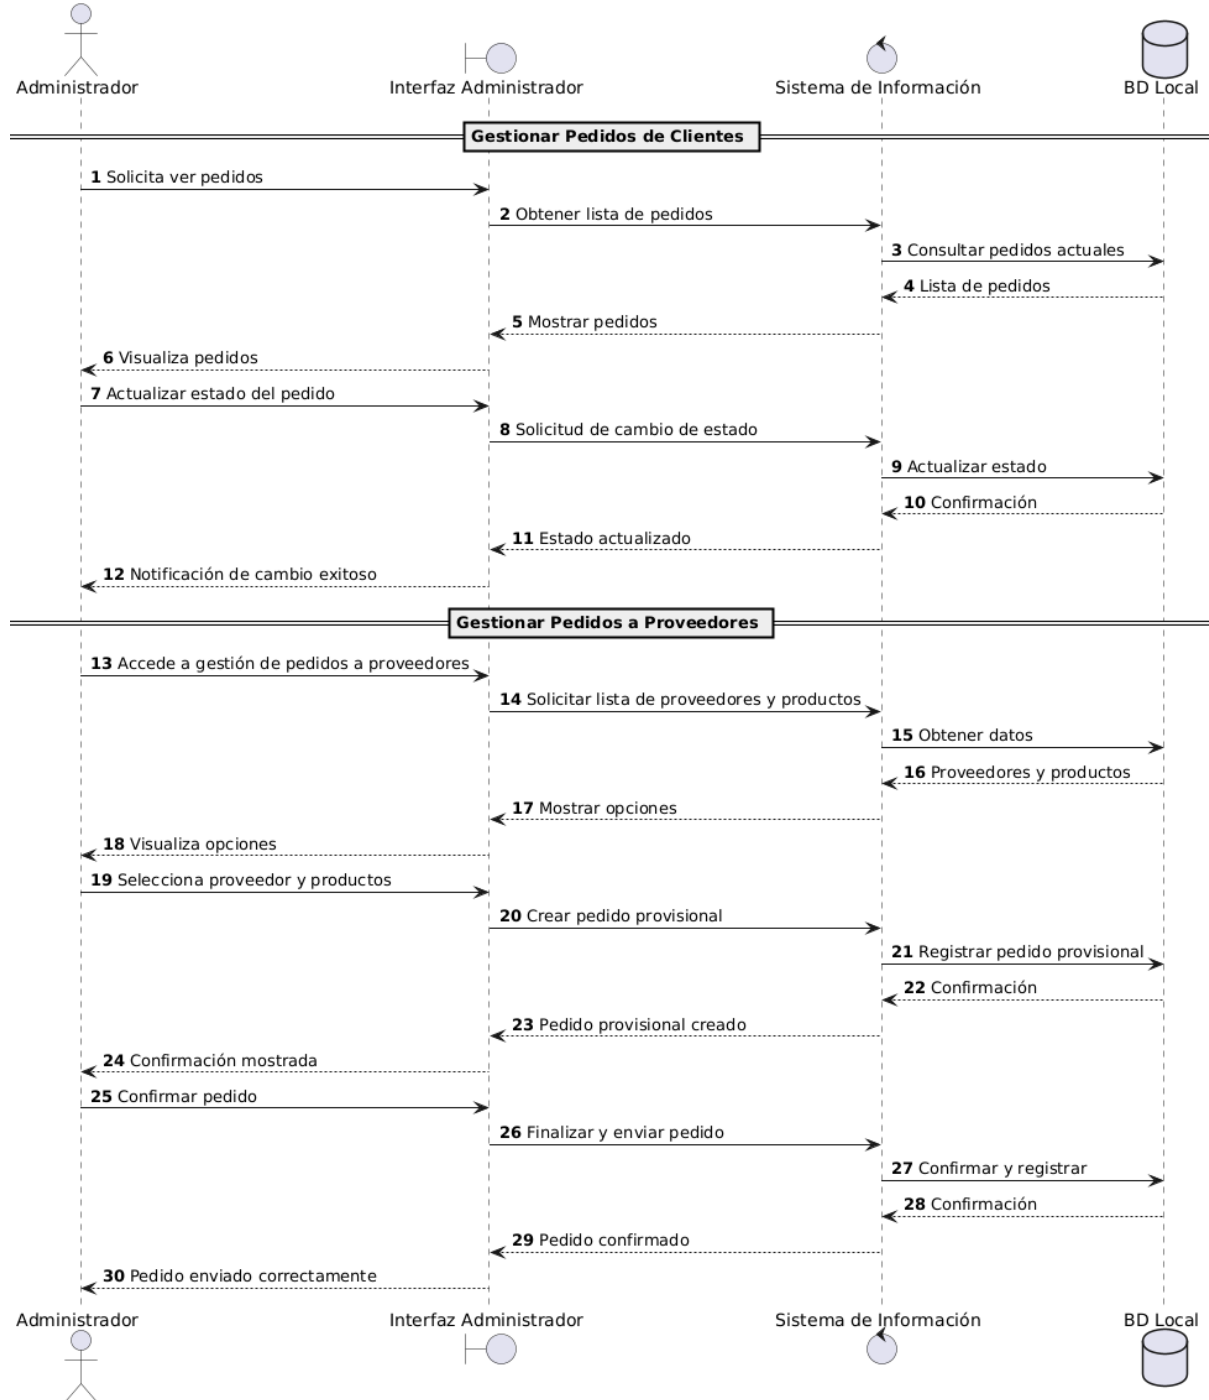 Administrador
Interfaz Administrador
Sistema de Información
BD Local
Gestionar Pedidos de Clientes
1 Solicita ver pedidos
2 Obtener lista de pedidos
3 Consultar pedidos actuales
4 Lista de pedidos
5 Mostrar pedidos
6 Visualiza pedidos
7 Actualizar estado del pedido
8 Solicitud de cambio de estado
9 Actualizar estado
10 Confirmación
11 Estado actualizado
12 Notificación de cambio exitoso
Gestionar Pedidos a Proveedores
13 Accede a gestión de pedidos a proveedores
14 Solicitar lista de proveedores y productos
15 Obtener datos
16 Proveedores y productos
17 Mostrar opciones
18 Visualiza opciones
19 Selecciona proveedor y productos
20 Crear pedido provisional
21 Registrar pedido provisional
22 Confirmación
23 Pedido provisional creado
24 Confirmación mostrada
25 Confirmar pedido
26 Finalizar y enviar pedido
27 Confirmar y registrar
28 Confirmación
29 Pedido confirmado
30 Pedido enviado correctamente
Administrador
Interfaz Administrador
Sistema de Información
BD Local